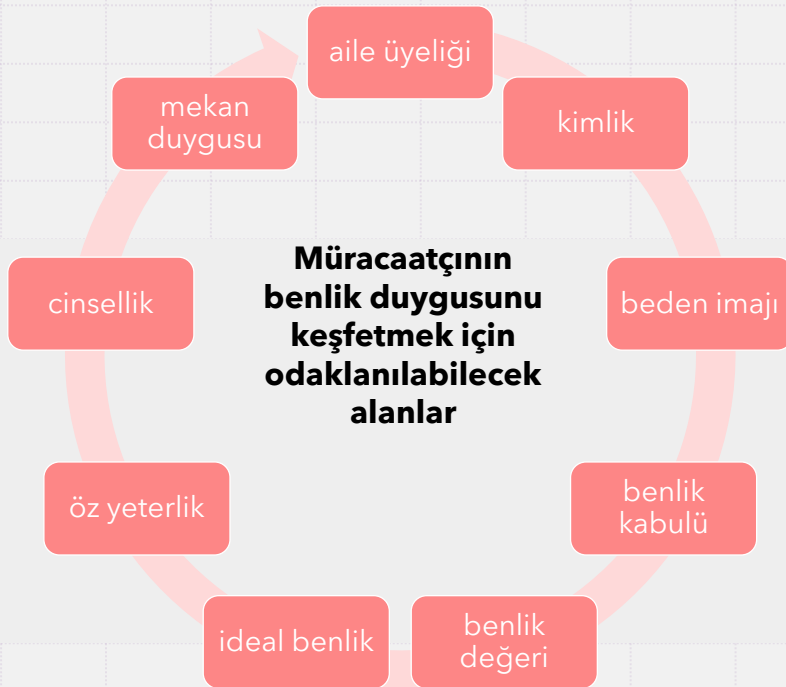 aile üyeliği
kimlik
beden imajı
benlik
kabulü
benlik
değeri
ideal benlik
öz yeterlik
cinsellik
mekan
duygusu
Müracaatçının
benlik duygusunu
keşfetmek için
odaklanılabilecek
alanlar